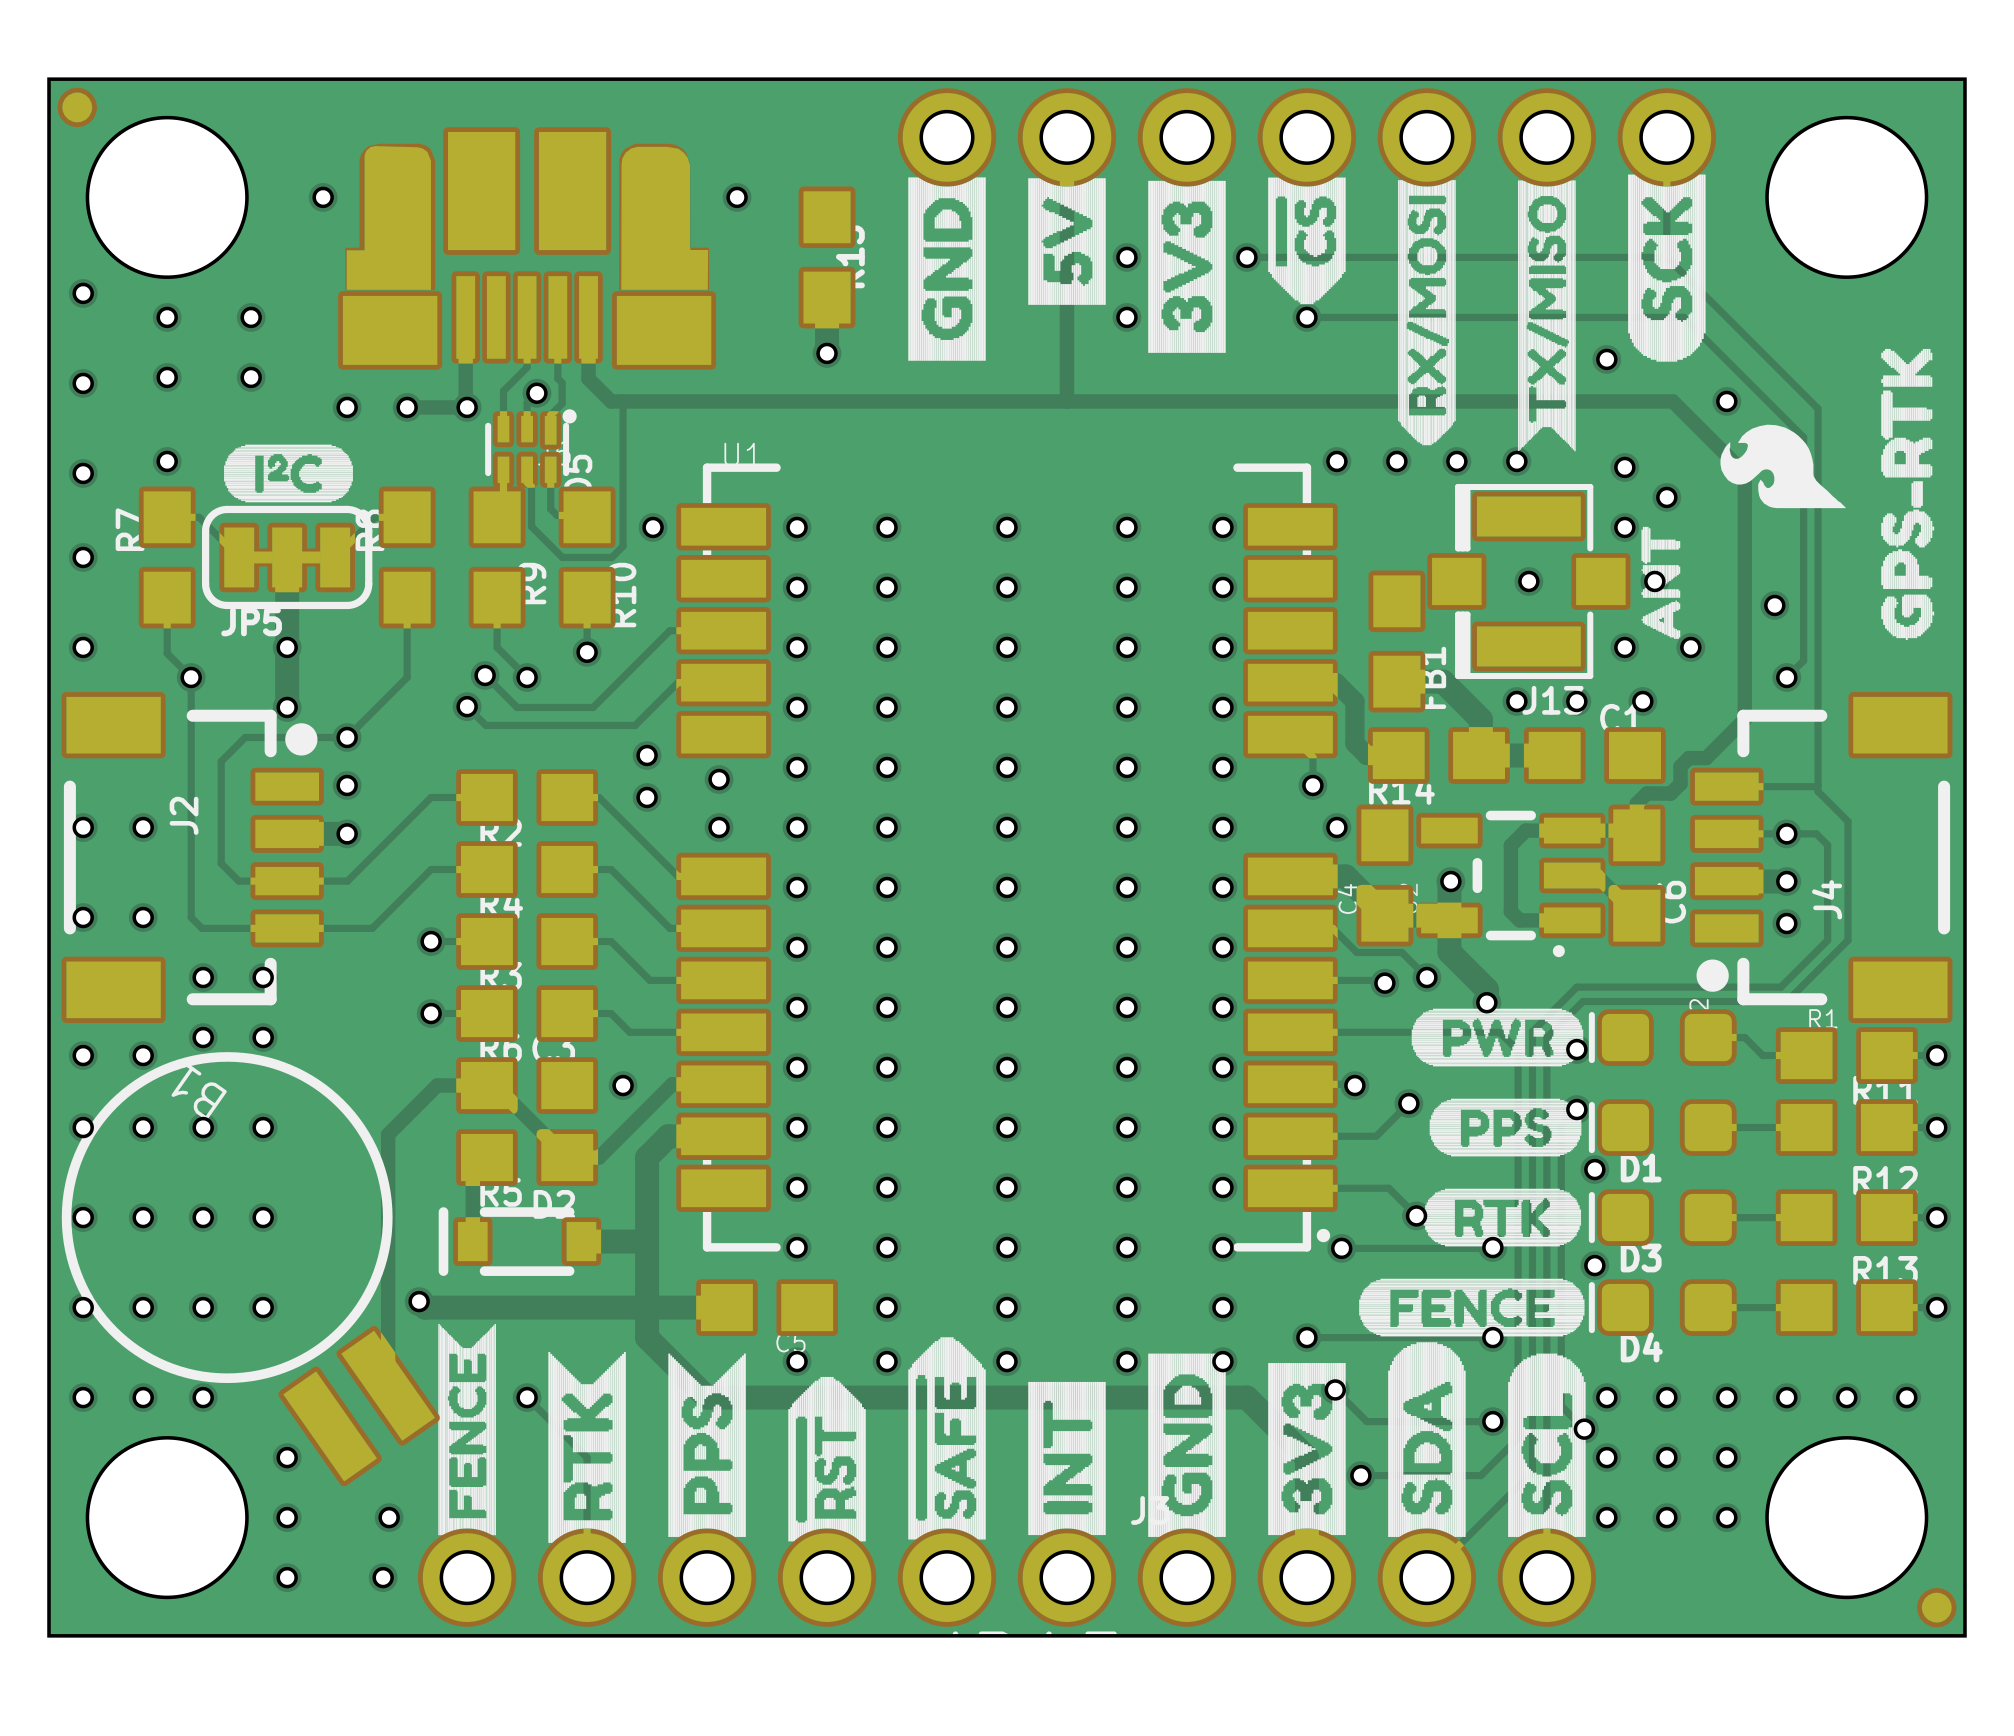 GND
5V
3V3
CS
RX/MOSI
TX/MISO
SCK
GPS-RTK
I²C
U1
R7
R8
JP5
R9
R10
D5
ANT
FB1
J13
C1
R14
J2
R2
R4
R3
R6
C3
R5
D2
C4
C6
J4
R1
PWR
R11
PPS
D1
R12
RTK
D3
R13
FENCE
D4
C5
FENCE
RTK
PPS
RST
SAFE
INT
GND
3V3
SDA
SCL
J3